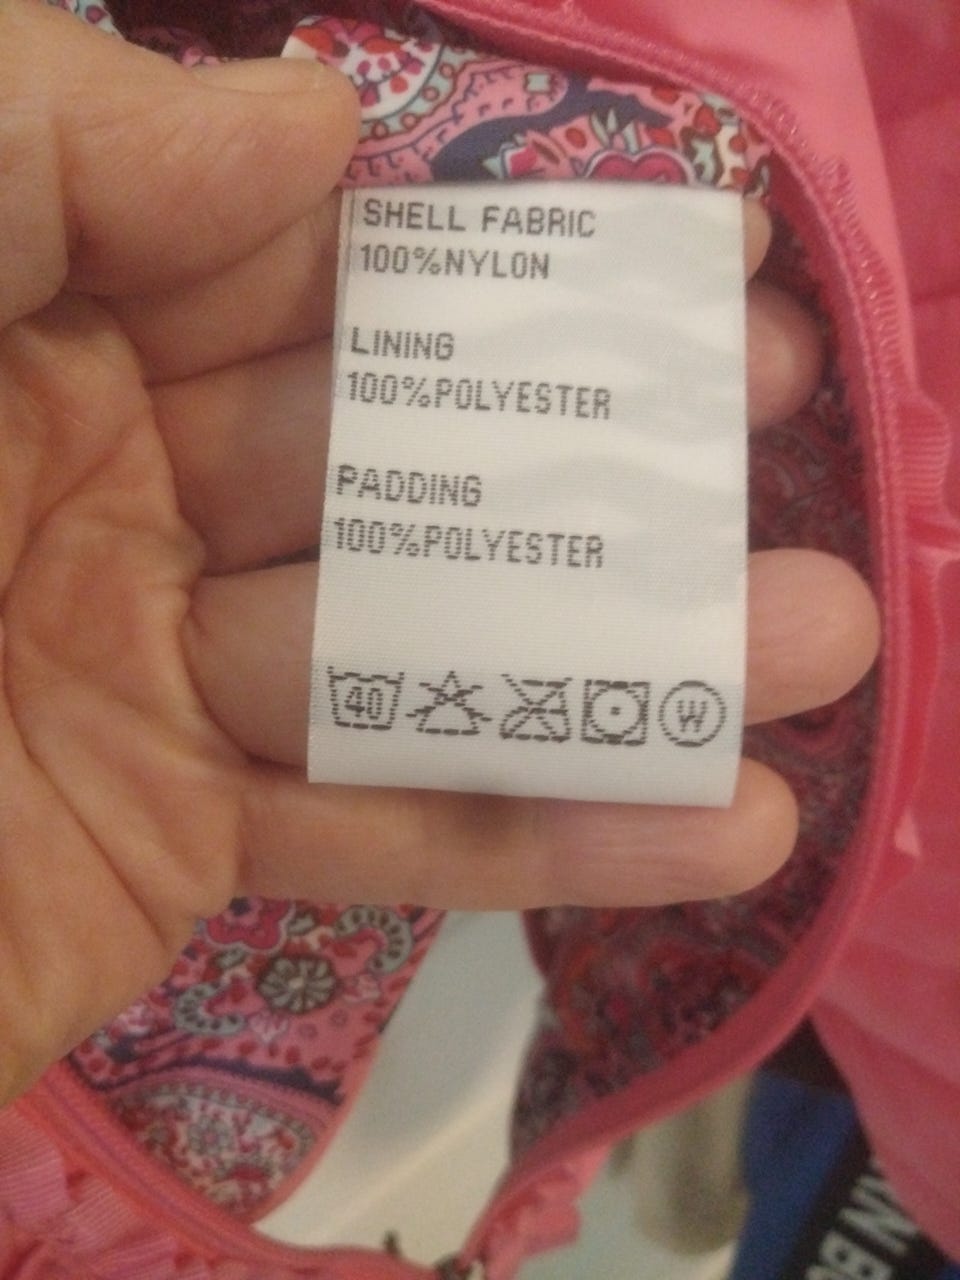 SHELL FABRIC
100%NYLON
LINING
100%POLYESTER
PADDING
100%POLYESTER
40 W